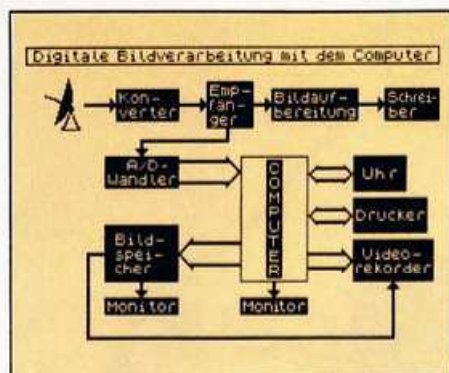 Digitale Bildverarbeitung mit dem Computer
Kon-
verter
Emp-
fän-
ger
Bildauf-
bereitung
Schrei-
ber
A/D-
Wandler
COMPUTER
Uhr
Drucker
Bild-
spei-
cher
Video-
rekorder
Monitor
Monitor